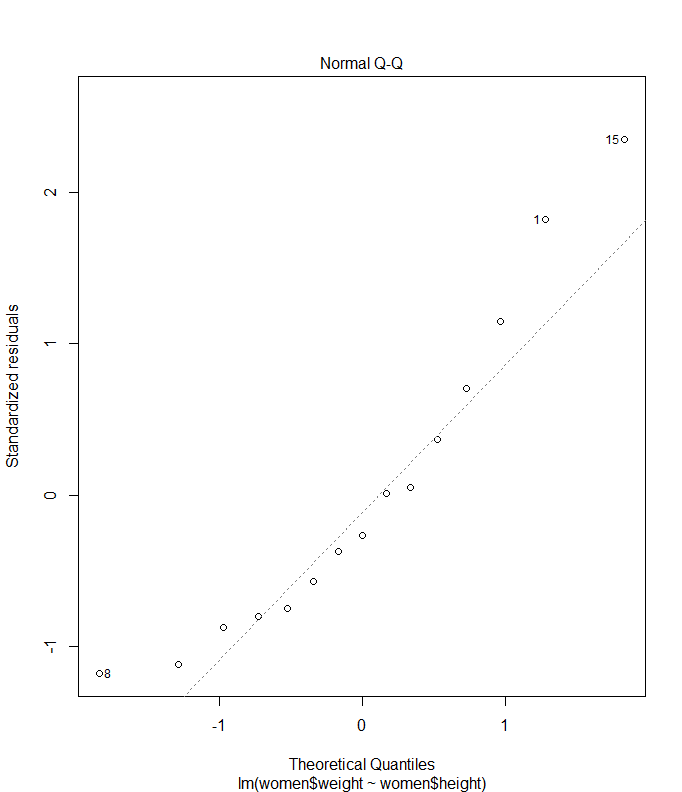 Normal Q-Q
15
1
2
1
0
-1
8
Standardized residuals
-1 0 1
Theoretical Quantiles
lm(women$weight ~ women$height)